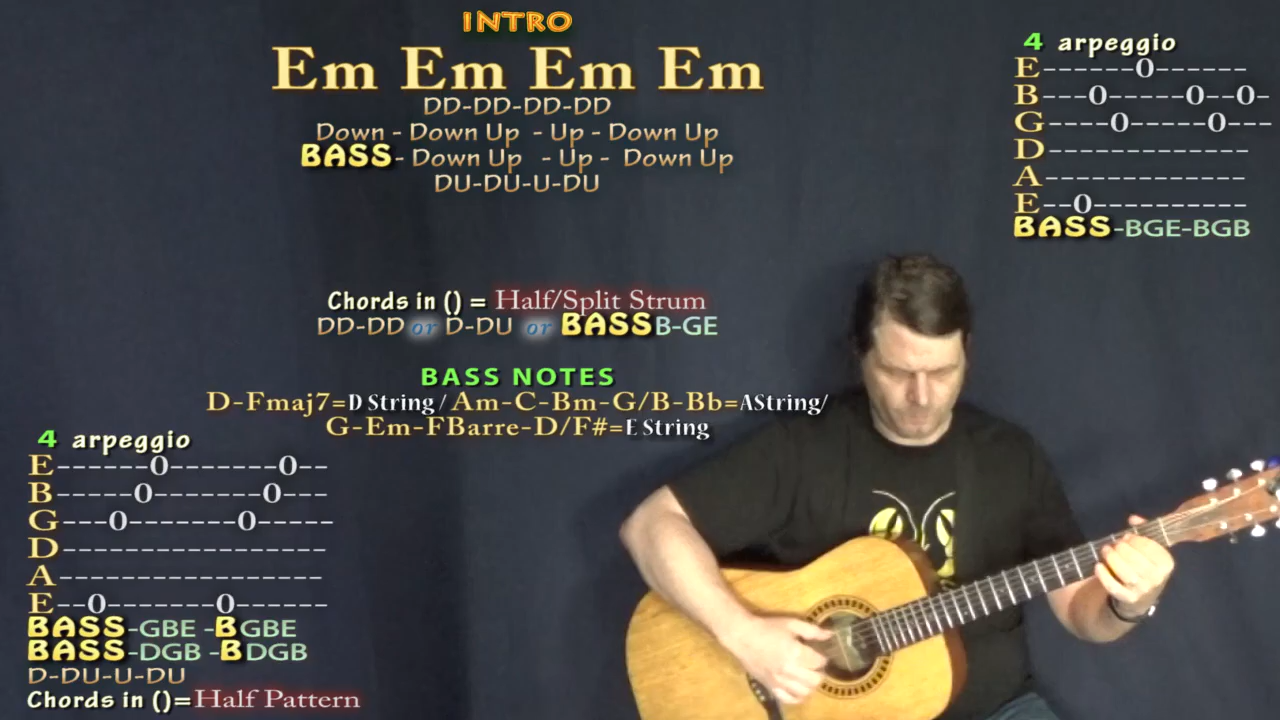 INTRO
Em Em Em Em
DD-DD-DD-DD
Down - Down Up - Up - Down Up
BASS - Down Up - Up - Down Up
DU-DU-U-DU
4 arpeggio
E------0------
B---0-----0--0-
G----0-----0---
D-------------
A-------------
E--0----------
BASS-BGE-BGB
Chords in () = Half/Split Strum
DD-DD or D-DU or BASS B-GE
BASS NOTES
D-Fmaj7=D String / Am-C-Bm-G/B-Bb=AString/
G-Em-FBarre-D/F#=E String
4 arpeggio
E------0-------0--
B-----0-------0---
G---0-------0-----
D----------------
A----------------
E--0-------0------
BASS-GBE -BGBE
BASS-DGB -BDGB
D-DU-U-DU
Chords in ()=Half Pattern